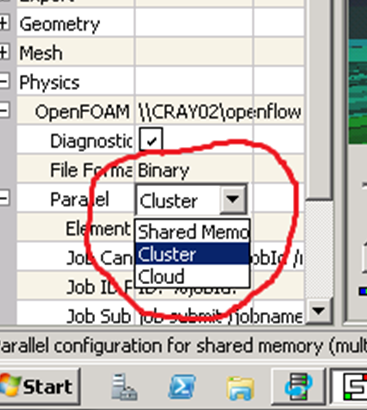 Geometry
Mesh
Physics
OpenFOAM \\CRAY02\openflow
Diagnostic
File Forma Binary
Parallel Cluster
Element Shared Memo
Cluster
Job Can
Cloud
Job ID
Job Sub job submit /jobname
arallel configuration for shared memory (mult
Start